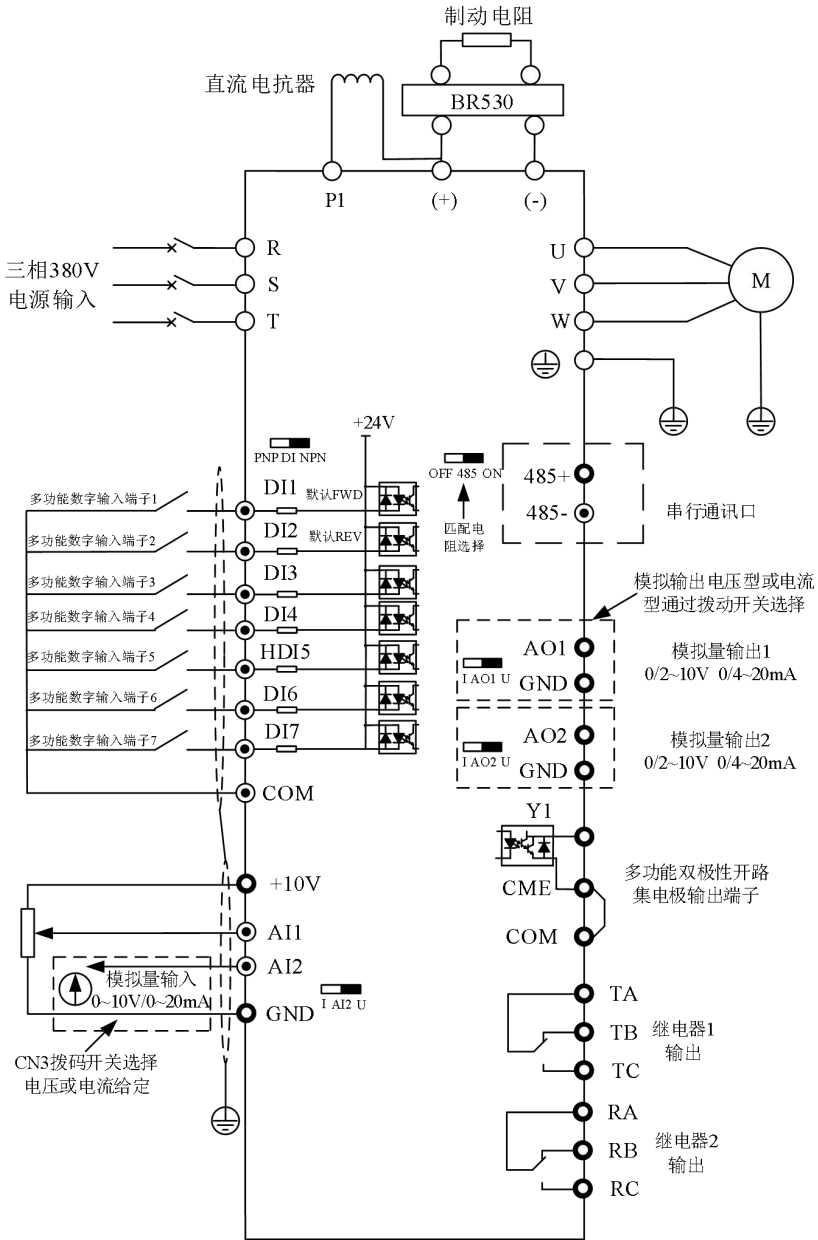 制动电阻
直流电抗器
BR530
P1
(+)
(-)
三相380V
电源输入
R
S
T
U
V
W
M
+24V
PNP DI NPN
多功能数字输入端子1
DI1
默认FWD
多功能数字输入端子2
DI2
默认REV
多功能数字输入端子3
DI3
多功能数字输入端子4
DI4
多功能数字输入端子5
HDI5
多功能数字输入端子6
DI6
多功能数字输入端子7
DI7
COM
OFF 485 ON
匹配电
阻选择
485+
485-
串行通讯口
模拟输出电压型或电流
型通过拨动开关选择
I AO1 U
AO1
GND
模拟量输出1
0/2~10V 0/4~20mA
I AO2 U
AO2
GND
模拟量输出2
0/2~10V 0/4~20mA
Y1
CME
COM
多功能双极性开路
集电极输出端子
+10V
AI1
AI2
GND
I AI2 U
模拟量输入
0~10V/0~20mA
CN3拨码开关选择
电压或电流给定
TA
TB
TC
继电器1
输出
RA
RB
RC
继电器2
输出